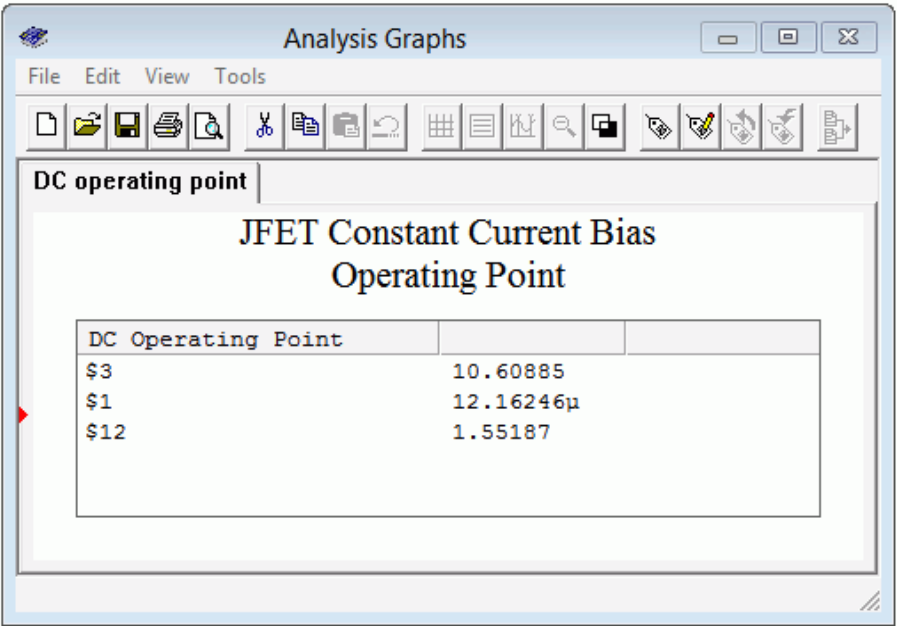 Analysis Graphs
File Edit View Tools
DC operating point
JFET Constant Current Bias
Operating Point
DC Operating Point
$3 10.60885
$1 12.16246µ
$12 1.55187